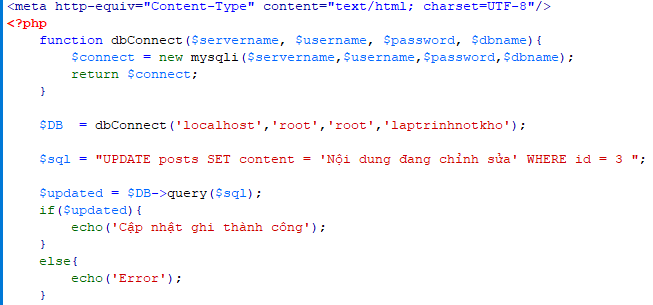 <meta http-equiv="Content-Type" content="text/html; charset=UTF-8"/>
<?php
function dbConnect($servername, $username, $password, $dbname){
$connect = new mysqli($servername,$username,$password,$dbname);
return $connect;
}
$DB = dbConnect('localhost','root','root','laptrinhnotkho');
$sql = "UPDATE posts SET content = 'Nội dung đang chỉnh sửa' WHERE id = 3 ";
$updated = $DB->query($sql);
if($updated){
echo('Cập nhật ghi thành công');
}
else{
echo('Error');
}